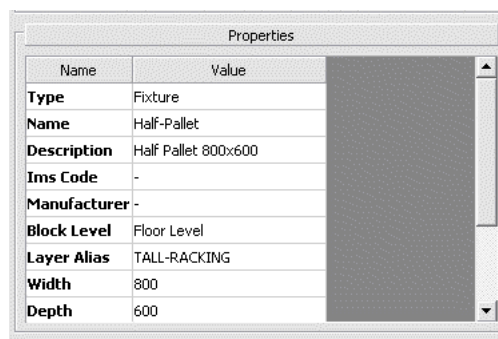 Properties
Name Value
Type Fixture
Name Half-Pallet
Description Half Pallet 800x600
Ims Code -
Manufacturer -
Block Level Floor Level
Layer Alias TALL-RACKING
Width 800
Depth 600